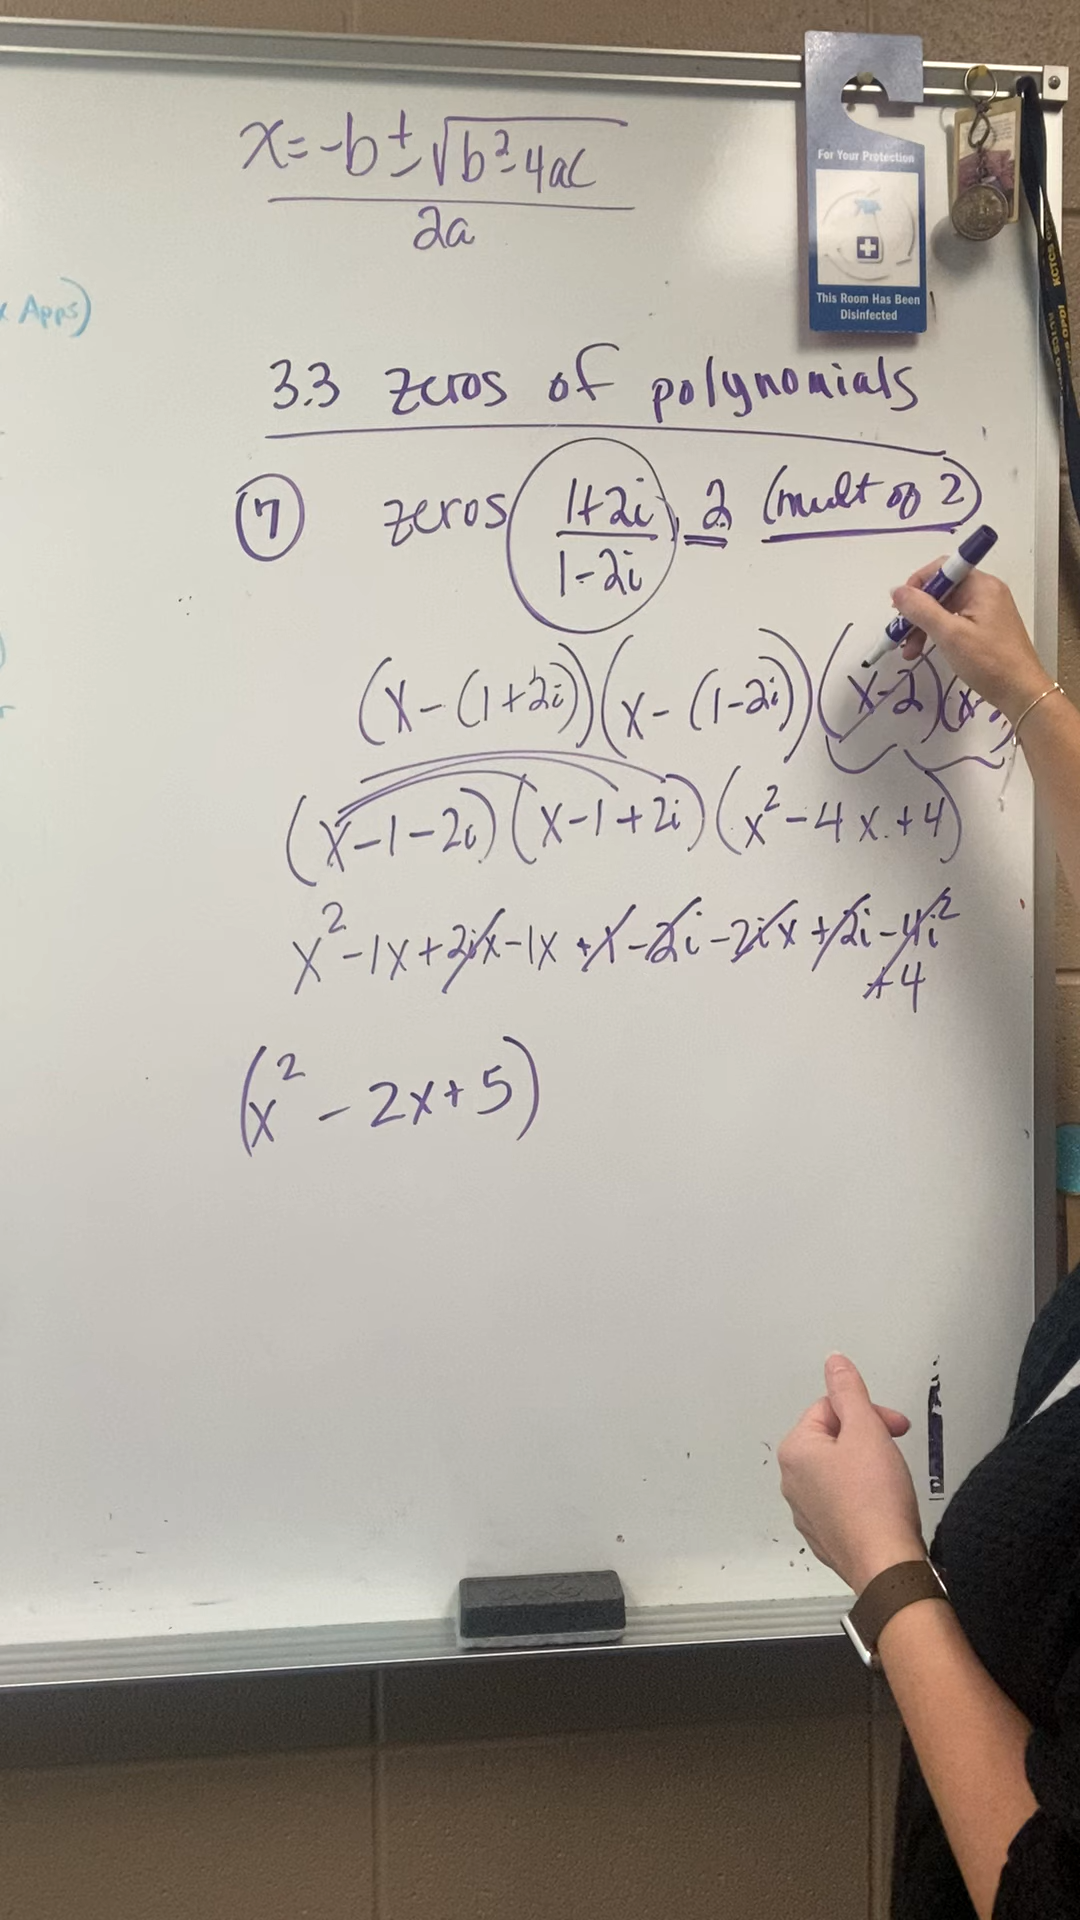 x = -b ± √b² - 4ac
2a
Apps)
For Your Protection
This Room Has Been
Disinfected
3.3 zeros of polynomials
7 zeros 1+2i, 2 (mult of 2)
1-2i
(x-(1+2i))(x-(1-2i))(x-2)(x-
(x-1-2i)(x-1+2i)(x²-4x+4)
x²-1x+2ix-1x+1-2i-2ix+2i-4i²
+4
(x²-2x+5)
KCTCS